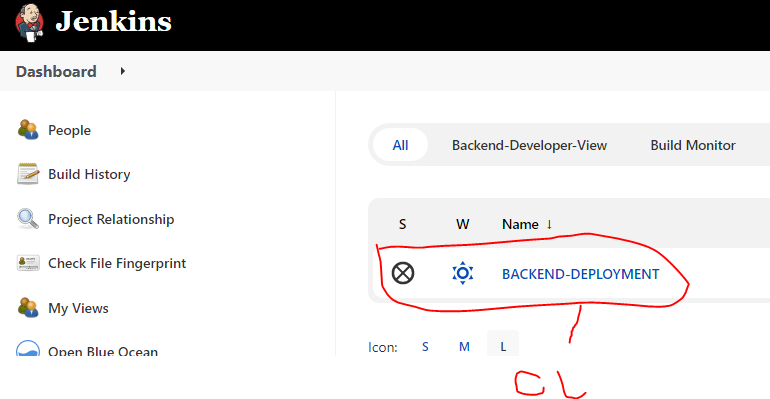 Jenkins
Dashboard
People
Build History
Project Relationship
Check File Fingerprint
My Views
Open Blue Ocean
All Backend-Developer-View Build Monitor
S W Name ↓
BACKEND-DEPLOYMENT
Icon: S M L